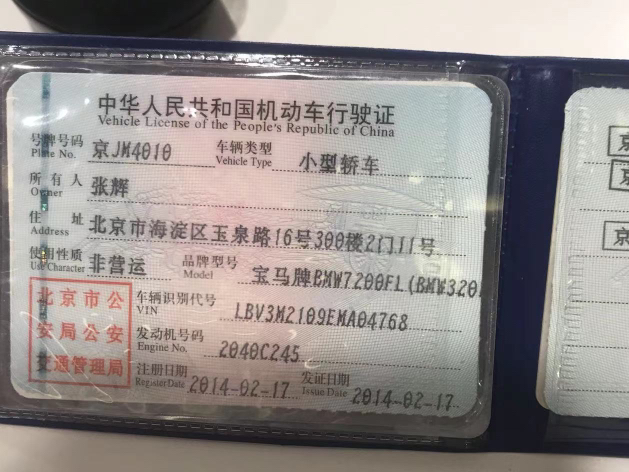 中华人民共和国机动车行驶证
Vehicle License of the People's Republic of China
号牌号码 京JM4010 车辆类型 小型轿车
Plate No. Vehicle Type
所有人 张辉
Owner
住址 北京市海淀区玉泉路16号300楼2门11号
Address
使用性质 非营运 品牌型号 宝马牌BMW7200FL(BMW320
Use Character Model
北京市公
安局公安
交通管理局
车辆识别代号 LBV3M2109EMA04768
VIN
发动机号码 2040C245
Engine No.
注册日期 2014-02-17 发证日期 2014-02-17
Register Date Issue Date
京
京
京